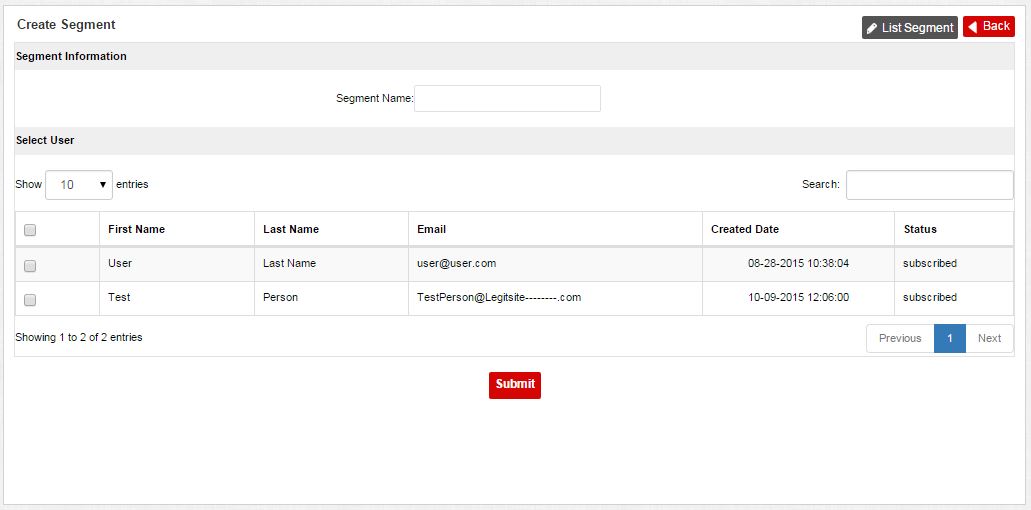 Create Segment
List Segment
Back
Segment Information
Segment Name:
Select User
Show 10 entries
Search:
First Name Last Name Email Created Date Status
User Last Name user@user.com 08-28-2015 10:38:04 subscribed
Test Person TestPerson@Legitsite--------.com 10-09-2015 12:06:00 subscribed
Showing 1 to 2 of 2 entries
Previous 1 Next
Submit